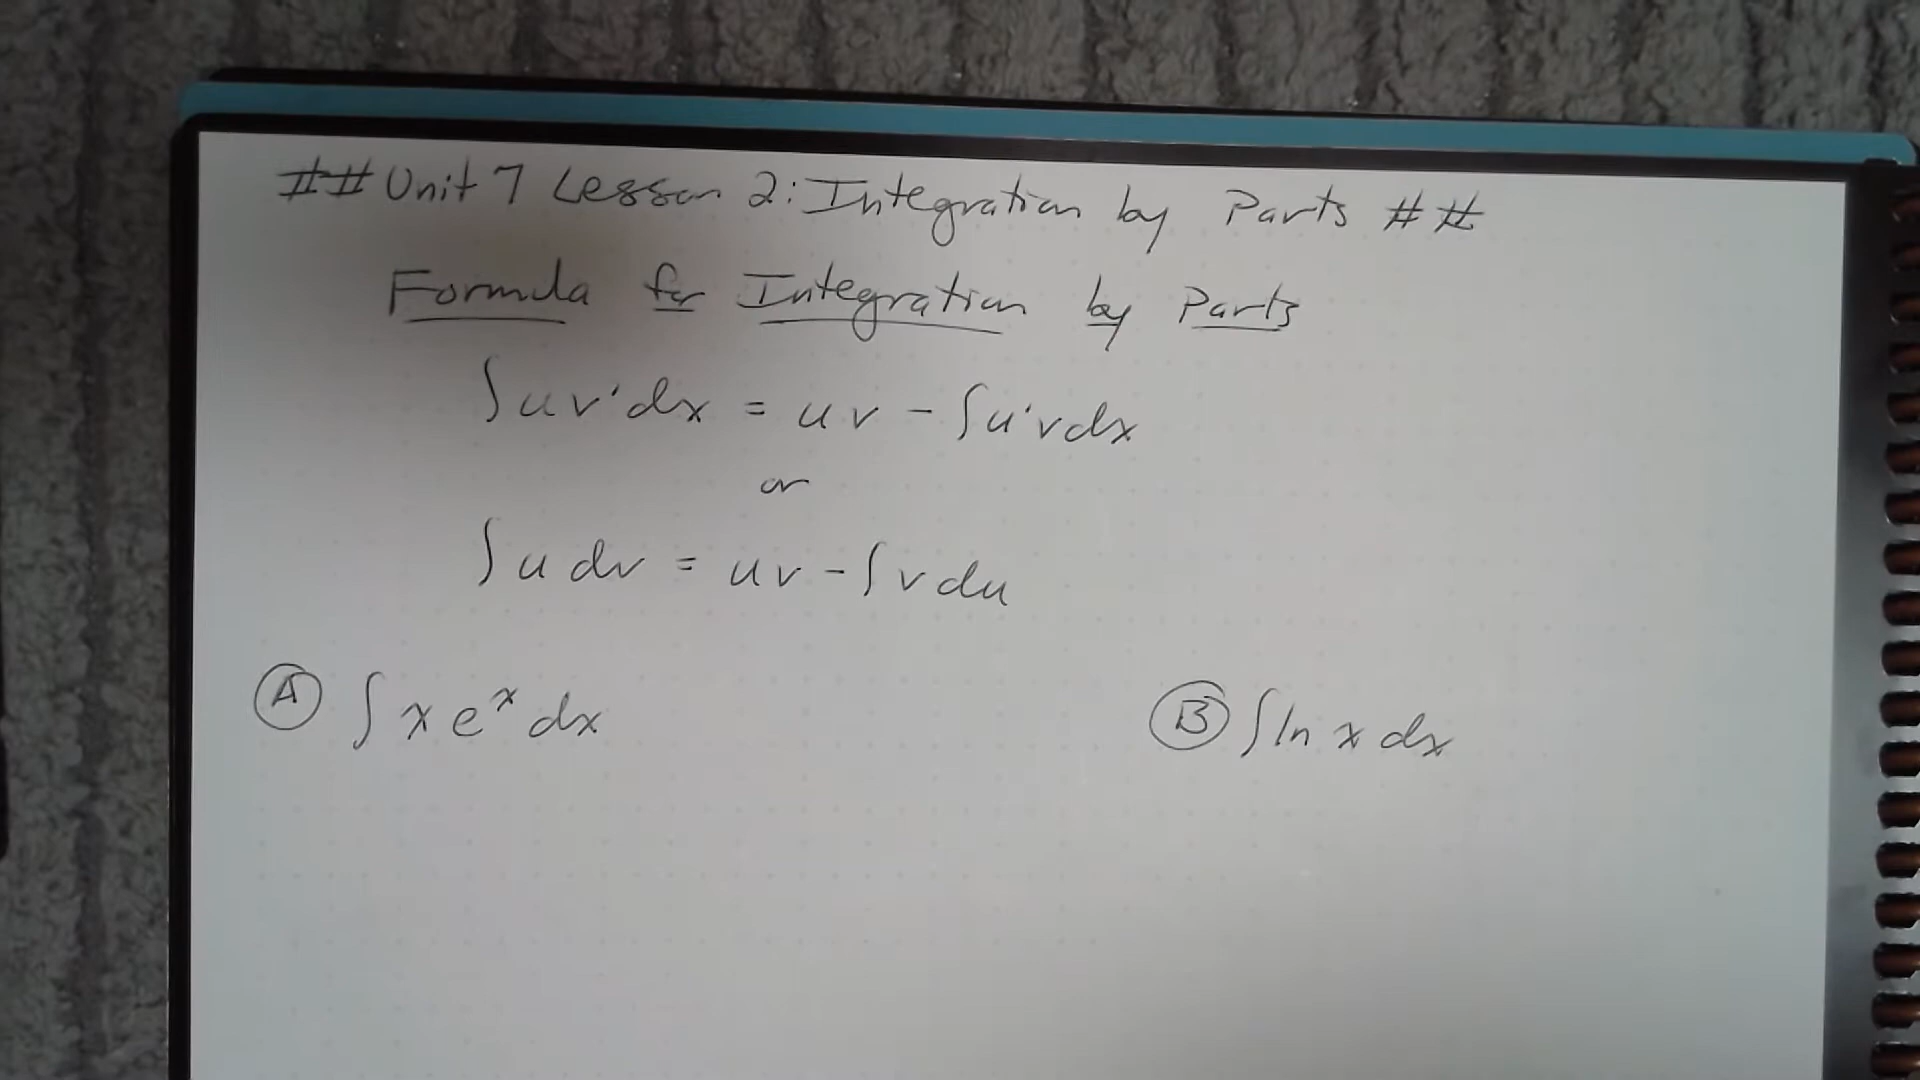 ## Unit 7 Lesson 2: Integration by Parts ##
Formula for Integration by Parts
∫uv'dx = uv - ∫u'vdx
or
∫u dv = uv - ∫v du
Ⓐ ∫x eˣ dx
Ⓑ ∫ln x dx